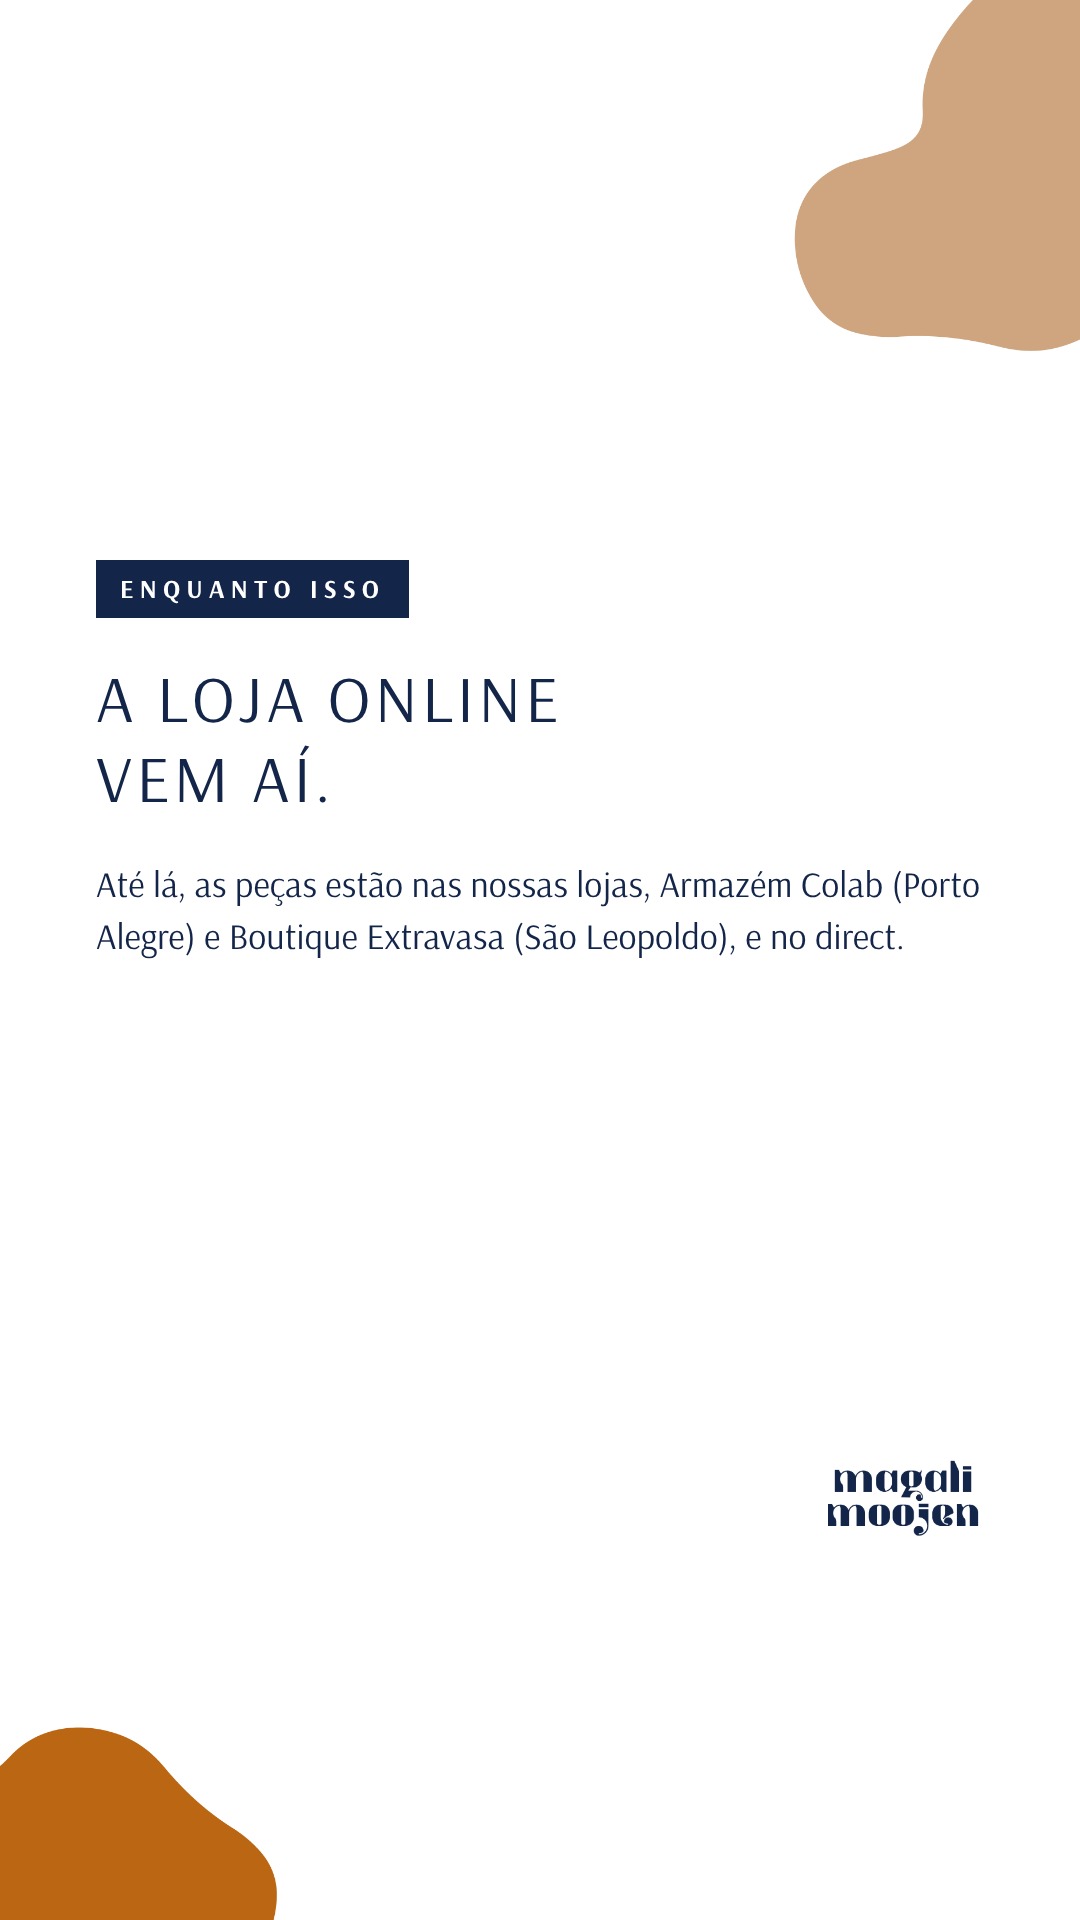 ENQUANTO ISSO
A LOJA ONLINE
VEM AÍ.
Até lá, as peças estão nas nossas lojas, Armazém Colab (Porto
Alegre) e Boutique Extravasa (São Leopoldo), e no direct.
magali
moojen